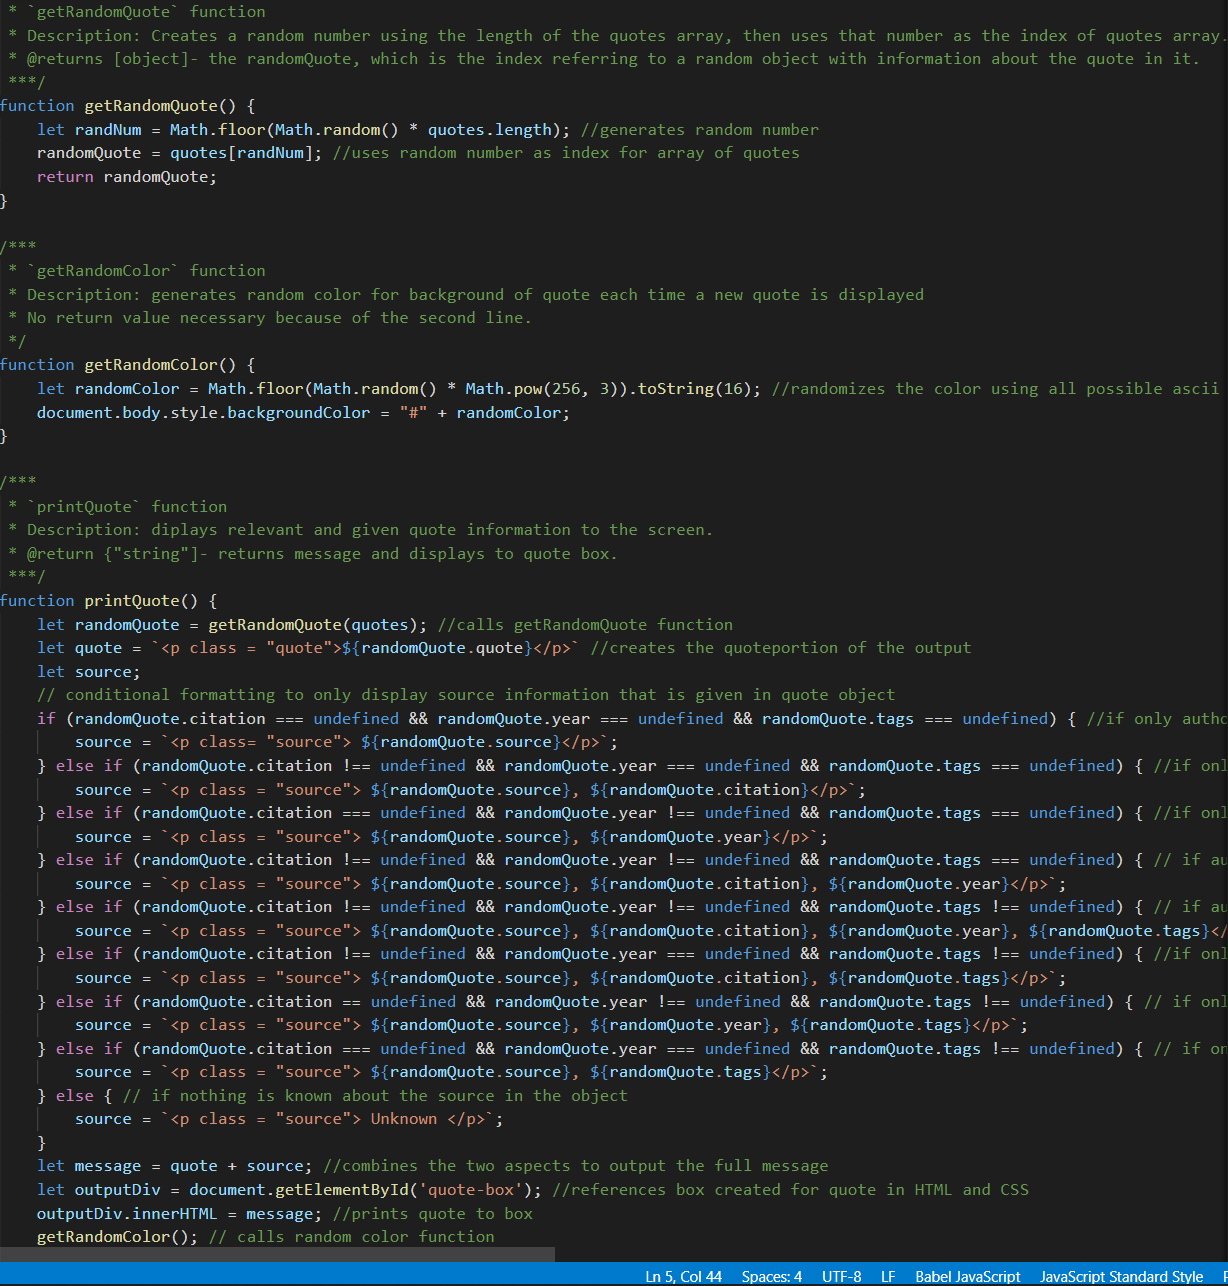 * `getRandomQuote` function
* Description: Creates a random number using the length of the quotes array, then uses that number as the index of quotes array.
* @returns [object]- the randomQuote, which is the index referring to a random object with information about the quote in it.
***/
function getRandomQuote() {
    let randNum = Math.floor(Math.random() * quotes.length); //generates random number
    randomQuote = quotes[randNum]; //uses random number as index for array of quotes
    return randomQuote;
}
/***
* `getRandomColor` function
* Description: generates random color for background of quote each time a new quote is displayed
* No return value necessary because of the second line.
*/
function getRandomColor() {
    let randomColor = Math.floor(Math.random() * Math.pow(256, 3)).toString(16); //randomizes the color using all possible ascii
    document.body.style.backgroundColor = "#" + randomColor;
}
/***
* `printQuote` function
* Description: diplays relevant and given quote information to the screen.
* @return {"string"]- returns message and displays to quote box.
***/
function printQuote() {
    let randomQuote = getRandomQuote(quotes); //calls getRandomQuote function
    let quote = `<p class = "quote">${randomQuote.quote}</p>` //creates the quoteportion of the output
    let source;
    // conditional formatting to only display source information that is given in quote object
    if (randomQuote.citation === undefined && randomQuote.year === undefined && randomQuote.tags === undefined) { //if only
        source = `<p class= "source"> ${randomQuote.source}</p>`;
    } else if (randomQuote.citation !== undefined && randomQuote.year === undefined && randomQuote.tags === undefined) { //if
        source = `<p class = "source"> ${randomQuote.source}, ${randomQuote.citation}</p>`;
    } else if (randomQuote.citation === undefined && randomQuote.year !== undefined && randomQuote.tags === undefined) { //if
        source = `<p class = "source"> ${randomQuote.source}, ${randomQuote.year}</p>`;
    } else if (randomQuote.citation !== undefined && randomQuote.year !== undefined && randomQuote.tags === undefined) { // if
        source = `<p class = "source"> ${randomQuote.source}, ${randomQuote.citation}, ${randomQuote.year}</p>`;
    } else if (randomQuote.citation !== undefined && randomQuote.year !== undefined && randomQuote.tags !== undefined) { // if
        source = `<p class = "source"> ${randomQuote.source}, ${randomQuote.citation}, ${randomQuote.year}, ${randomQuote.tags}</
    } else if (randomQuote.citation !== undefined && randomQuote.year === undefined && randomQuote.tags !== undefined) { //if
        source = `<p class = "source"> ${randomQuote.source}, ${randomQuote.citation}, ${randomQuote.tags}</p>`;
    } else if (randomQuote.citation == undefined && randomQuote.year !== undefined && randomQuote.tags !== undefined) { // if
        source = `<p class = "source"> ${randomQuote.source}, ${randomQuote.year}, ${randomQuote.tags}</p>`;
    } else if (randomQuote.citation === undefined && randomQuote.year === undefined && randomQuote.tags !== undefined) { // if
        source = `<p class = "source"> ${randomQuote.source}, ${randomQuote.tags}</p>`;
    } else { // if nothing is known about the source in the object
        source = `<p class = "source"> Unknown </p>`;
    }
    let message = quote + source; //combines the two aspects to output the full message
    let outputDiv = document.getElementById('quote-box'); //references box created for quote in HTML and CSS
    outputDiv.innerHTML = message; //prints quote to box
    getRandomColor(); // calls random color function
Ln 5, Col 44 Spaces: 4 UTF-8 LF Babel JavaScript JavaScript Standard Style